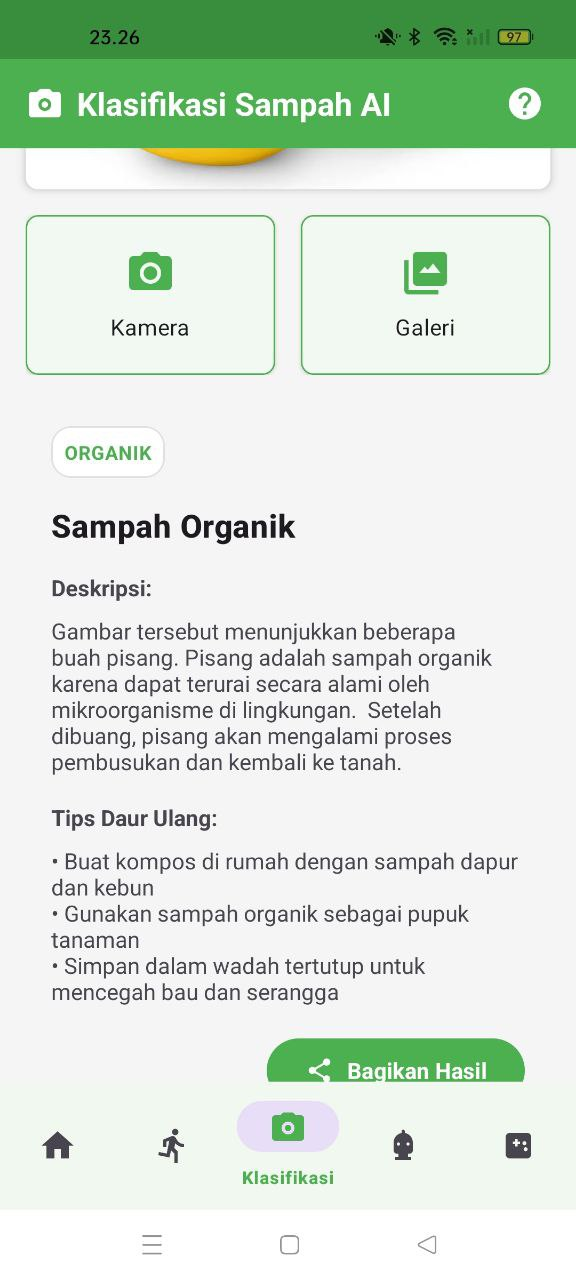 23.26
97
Klasifikasi Sampah AI
Kamera
Galeri
ORGANIK
Sampah Organik
Deskripsi:
Gambar tersebut menunjukkan beberapa
buah pisang. Pisang adalah sampah organik
karena dapat terurai secara alami oleh
mikroorganisme di lingkungan.  Setelah
dibuang, pisang akan mengalami proses
pembusukan dan kembali ke tanah.
Tips Daur Ulang:
• Buat kompos di rumah dengan sampah dapur
dan kebun
• Gunakan sampah organik sebagai pupuk
tanaman
• Simpan dalam wadah tertutup untuk
mencegah bau dan serangga
Bagikan Hasil
Klasifikasi